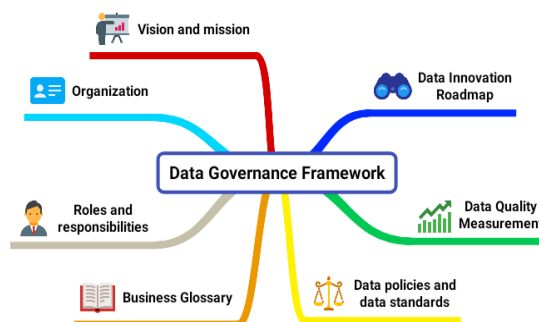 Vision and mission
Data Innovation
Roadmap
Organization
Data Governance Framework
Roles and
responsibilities
Data Quality
Measurement
Business Glossary
Data policies and
data standards